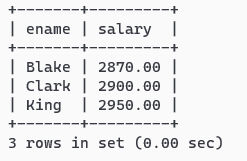 +-------+---------+
| ename | salary  |
+-------+---------+
| Blake | 2870.00 |
| Clark | 2900.00 |
| King  | 2950.00 |
+-------+---------+
3 rows in set (0.00 sec)